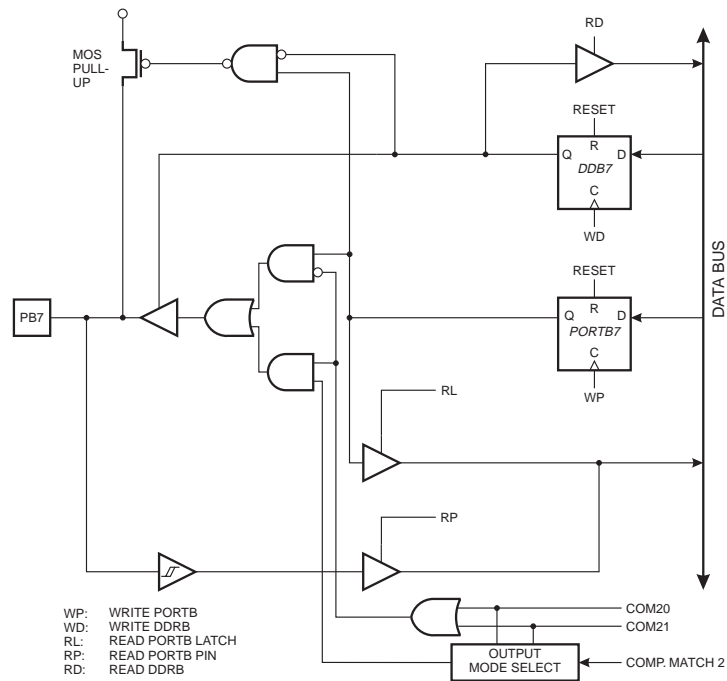 MOS
PULL-
UP
RD
RESET
R
Q
D
DDB7
C
WD
DATA BUS
PB7
RESET
R
Q
D
PORTB7
C
WP
RL
RP
WP: WRITE PORTB
WD: WRITE DDRB
RL: READ PORTB LATCH
RP: READ PORTB PIN
RD: READ DDRB
COM20
COM21
OUTPUT
MODE SELECT
COMP. MATCH 2